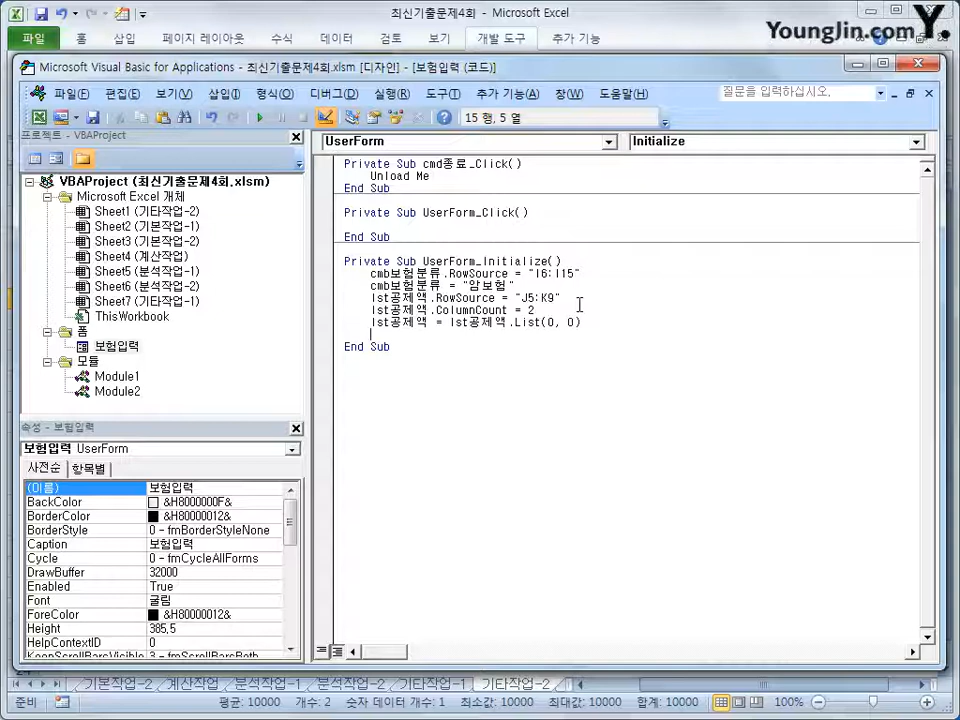 최신기출문제4회 - Microsoft Excel
YoungJin.com Y.
파일 홈 삽입 페이지 레이아웃 수식 데이터 검토 보기 개발 도구 추가 기능
Microsoft Visual Basic for Applications - 최신기출문제4회.xlsm [디자인] - [보험입력 (코드)]
파일(F) 편집(E) 보기(V) 삽입(I) 형식(O) 디버그(D) 실행(R) 도구(T) 추가 기능(A) 창(W) 도움말(H) 질문을 입력하십시오.
15 행, 5 열
프로젝트 - VBAProject
VBAProject (최신기출문제4회.xlsm)
Microsoft Excel 개체
Sheet1 (기타작업-2)
Sheet2 (기본작업-1)
Sheet3 (기본작업-2)
Sheet4 (계산작업)
Sheet5 (분석작업-1)
Sheet6 (분석작업-2)
Sheet7 (기타작업-1)
ThisWorkbook
폼
보험입력
모듈
Module1
Module2
속성 - 보험입력
보험입력 UserForm
사전순 항목별
(이름) 보험입력
BackColor &H8000000F&
BorderColor &H80000012&
BorderStyle 0 - fmBorderStyleNone
Caption 보험입력
Cycle 0 - fmCycleAllForms
DrawBuffer 32000
Enabled True
Font 굴림
ForeColor &H80000012&
Height 385,5
HelpContextID 0
KeepScrollBarsVisible 3 - fmScrollBarsBoth
UserForm Initialize
Private Sub cmd종료_Click()
Unload Me
End Sub
Private Sub UserForm_Click()
End Sub
Private Sub UserForm_Initialize()
cmb보험분류.RowSource = "I6:I15"
cmb보험분류 = "암보험"
lst공제액.RowSource = "J5:K9"
lst공제액.ColumnCount = 2
lst공제액 = lst공제액.List(0, 0)
End Sub
기본작업-2 계산작업 분석작업-1 분석작업-2 기타작업-1 기타작업-2
준비 평균: 10000 개수: 2 숫자 데이터 개수: 1 최소값: 10000 최대값: 10000 합계: 10000 100%